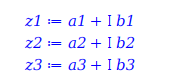 z1 := a1 + I b1
z2 := a2 + I b2
z3 := a3 + I b3